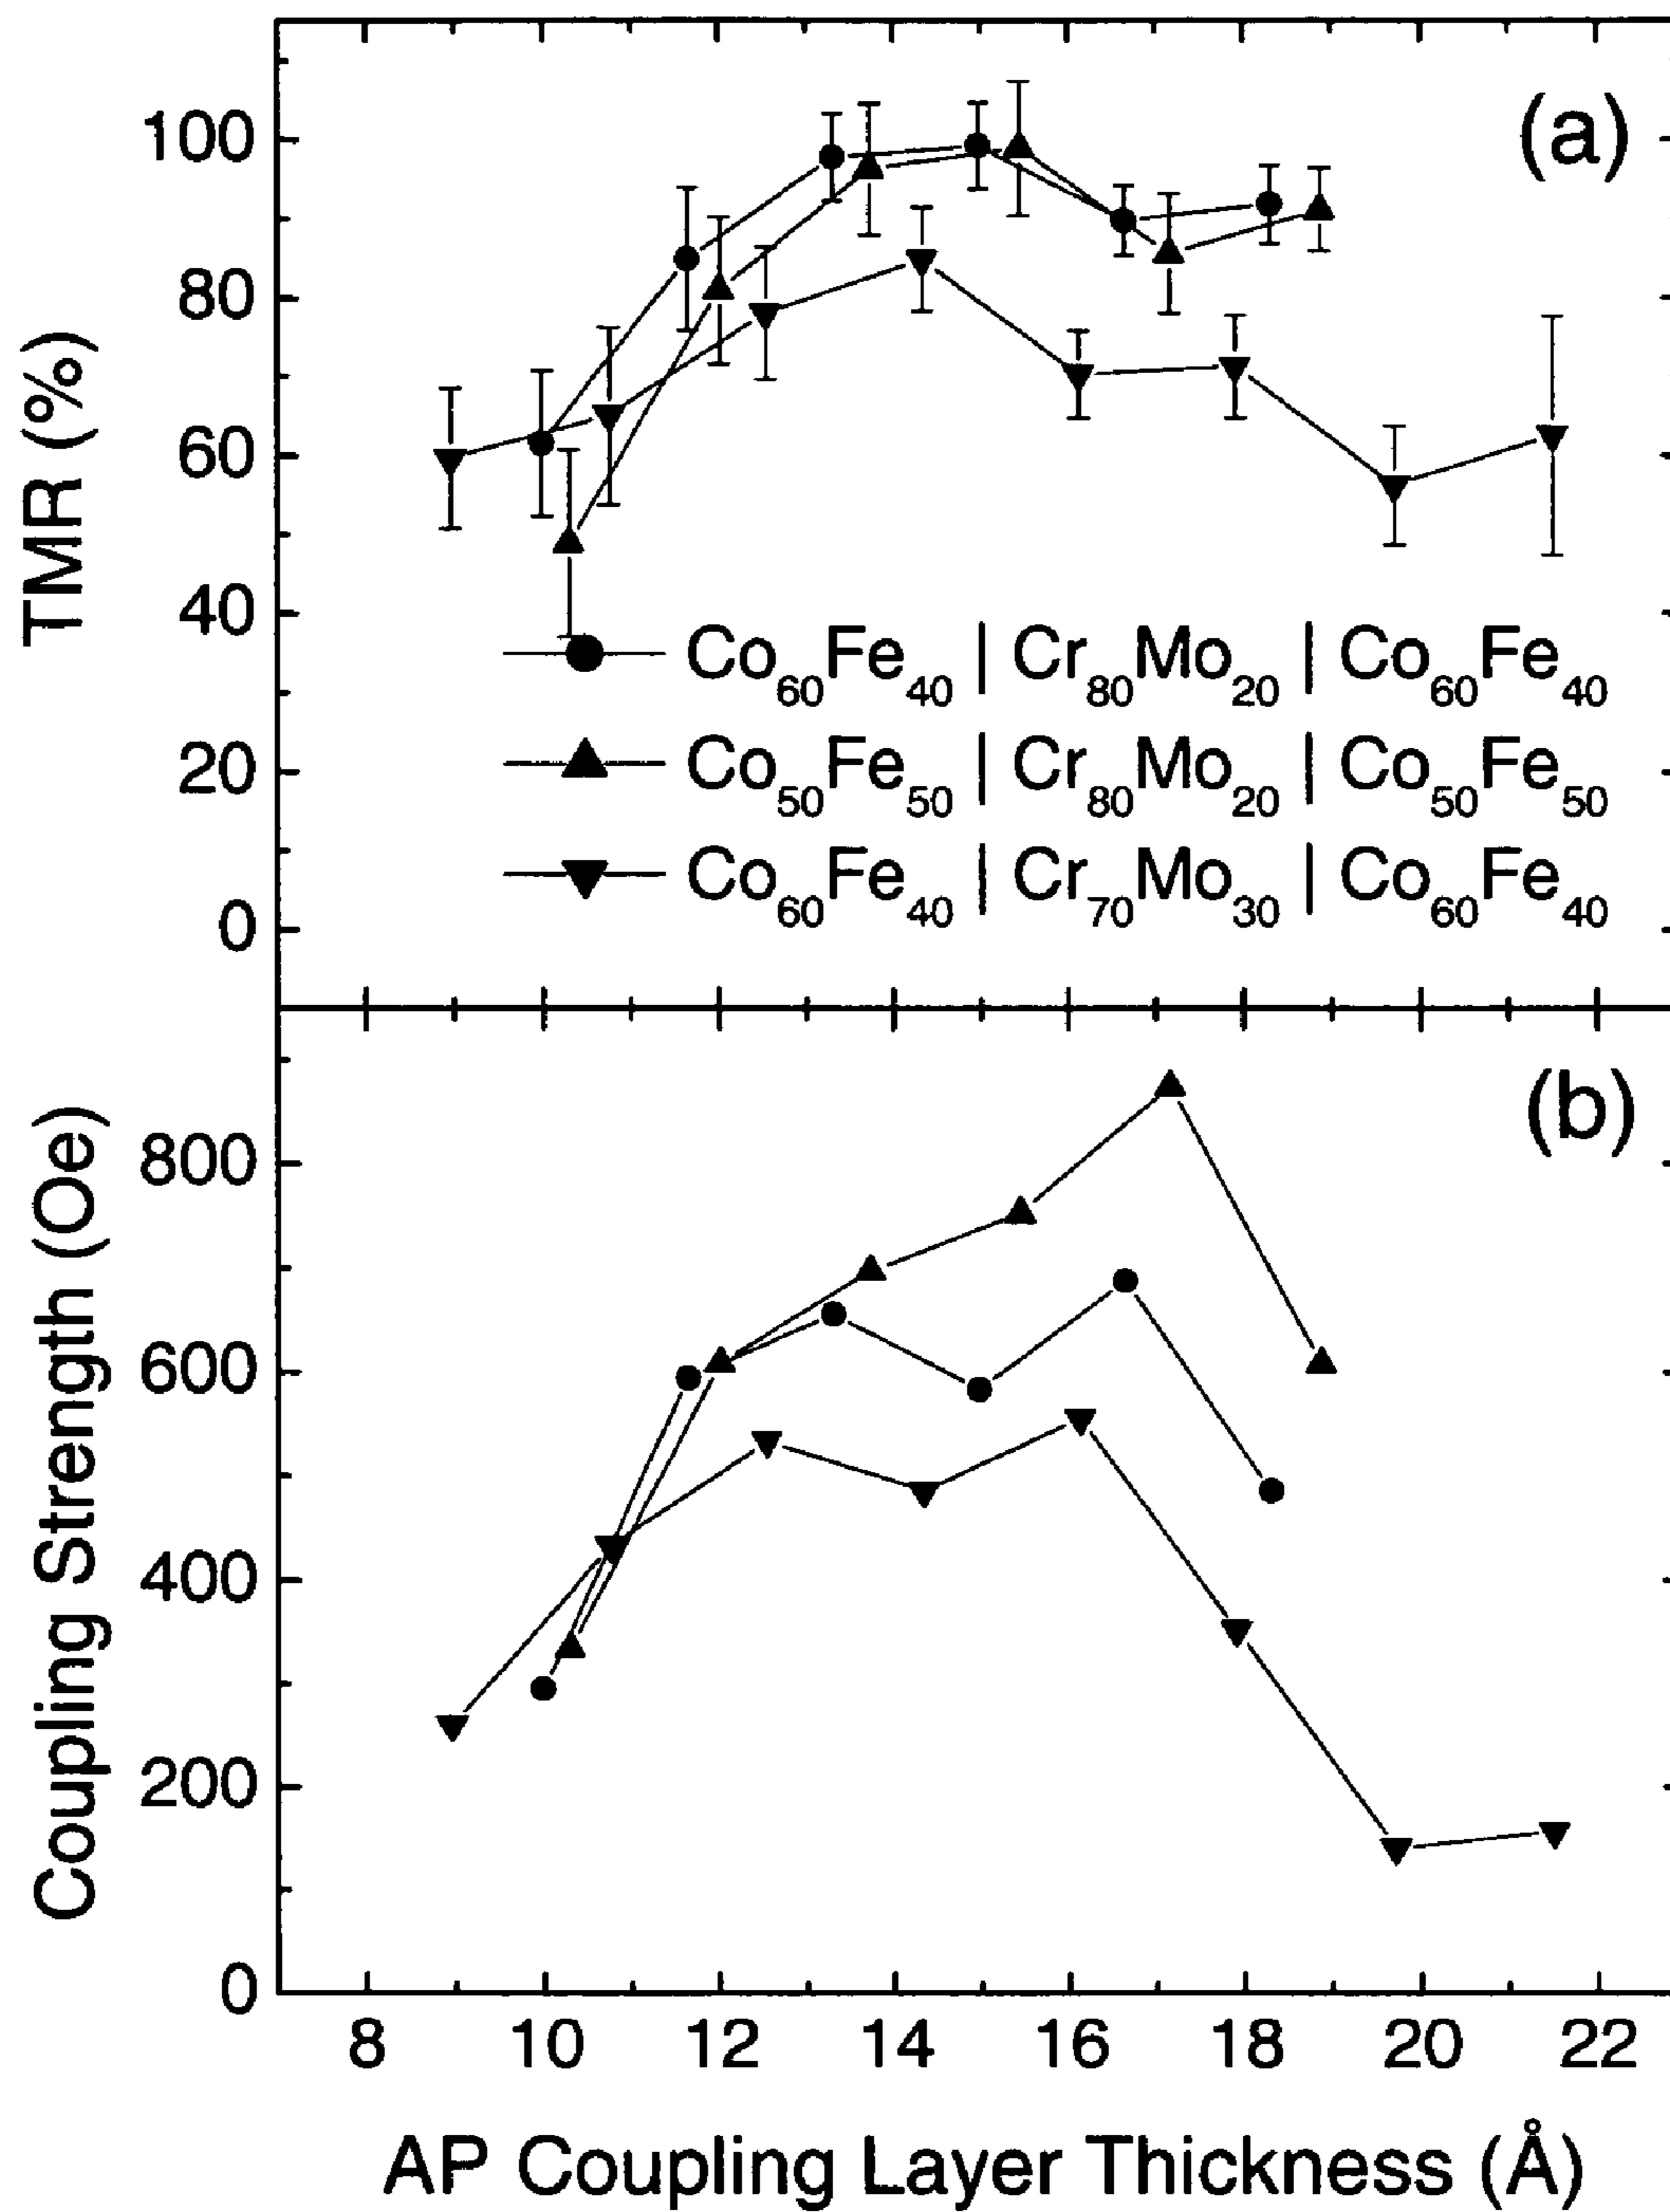 (a)
TMR (%)
100
80
60
40
20
0
Co60Fe40 | Cr80Mo20 | Co60Fe40
Co50Fe50 | Cr80Mo20 | Co50Fe50
Co60Fe40 | Cr70Mo30 | Co60Fe40
(b)
Coupling Strength (Oe)
800
600
400
200
0
8 10 12 14 16 18 20 22
AP Coupling Layer Thickness (Å)